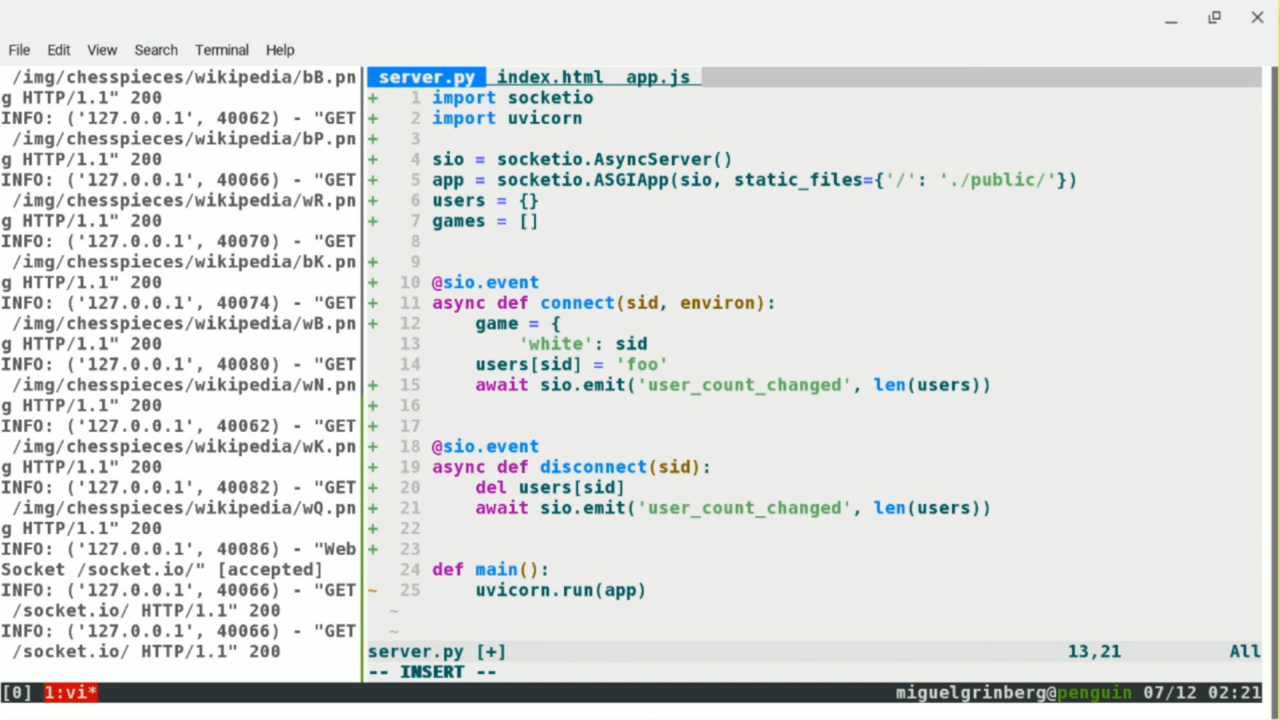 File Edit View Search Terminal Help
/img/chesspieces/wikipedia/bB.pn
g HTTP/1.1" 200
INFO: ('127.0.0.1', 40062) - "GET
/img/chesspieces/wikipedia/bP.pn
g HTTP/1.1" 200
INFO: ('127.0.0.1', 40066) - "GET
/img/chesspieces/wikipedia/wR.pn
g HTTP/1.1" 200
INFO: ('127.0.0.1', 40070) - "GET
/img/chesspieces/wikipedia/bK.pn
g HTTP/1.1" 200
INFO: ('127.0.0.1', 40074) - "GET
/img/chesspieces/wikipedia/wB.pn
g HTTP/1.1" 200
INFO: ('127.0.0.1', 40080) - "GET
/img/chesspieces/wikipedia/wN.pn
g HTTP/1.1" 200
INFO: ('127.0.0.1', 40062) - "GET
/img/chesspieces/wikipedia/wK.pn
g HTTP/1.1" 200
INFO: ('127.0.0.1', 40082) - "GET
/img/chesspieces/wikipedia/wQ.pn
g HTTP/1.1" 200
INFO: ('127.0.0.1', 40086) - "Web
Socket /socket.io/" [accepted]
INFO: ('127.0.0.1', 40066) - "GET
/socket.io/ HTTP/1.1" 200
INFO: ('127.0.0.1', 40066) - "GET
/socket.io/ HTTP/1.1" 200
server.py index.html app.js
+ 1 import socketio
+ 2 import uvicorn
+ 3
+ 4 sio = socketio.AsyncServer()
+ 5 app = socketio.ASGIApp(sio, static_files={'/': './public/'})
+ 6 users = {}
+ 7 games = []
8
+ 9
+ 10 @sio.event
+ 11 async def connect(sid, environ):
+ 12     game = {
13         'white': sid
14     users[sid] = 'foo'
+ 15     await sio.emit('user_count_changed', len(users))
+ 16
+ 17
+ 18 @sio.event
+ 19 async def disconnect(sid):
+ 20     del users[sid]
+ 21     await sio.emit('user_count_changed', len(users))
+ 22
+ 23
24 def main():
~ 25     uvicorn.run(app)
~
~
server.py [+] 13,21 All
-- INSERT --
[0] 1:vi* miguelgrinberg@penguin 07/12 02:21